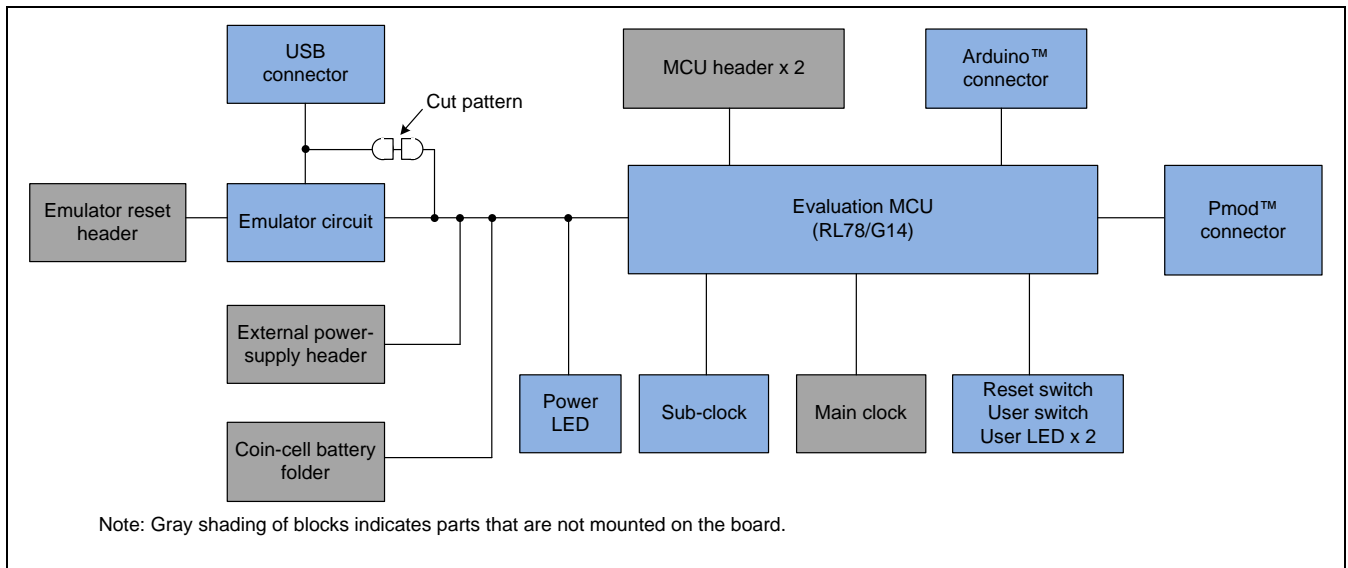 USB
connector
MCU header x 2
Arduino™
connector
Cut pattern
Emulator reset
header
Emulator circuit
Evaluation MCU
(RL78/G14)
Pmod™
connector
External power-
supply header
Power
LED
Sub-clock
Main clock
Reset switch
User switch
User LED x 2
Coin-cell battery
folder
Note: Gray shading of blocks indicates parts that are not mounted on the board.